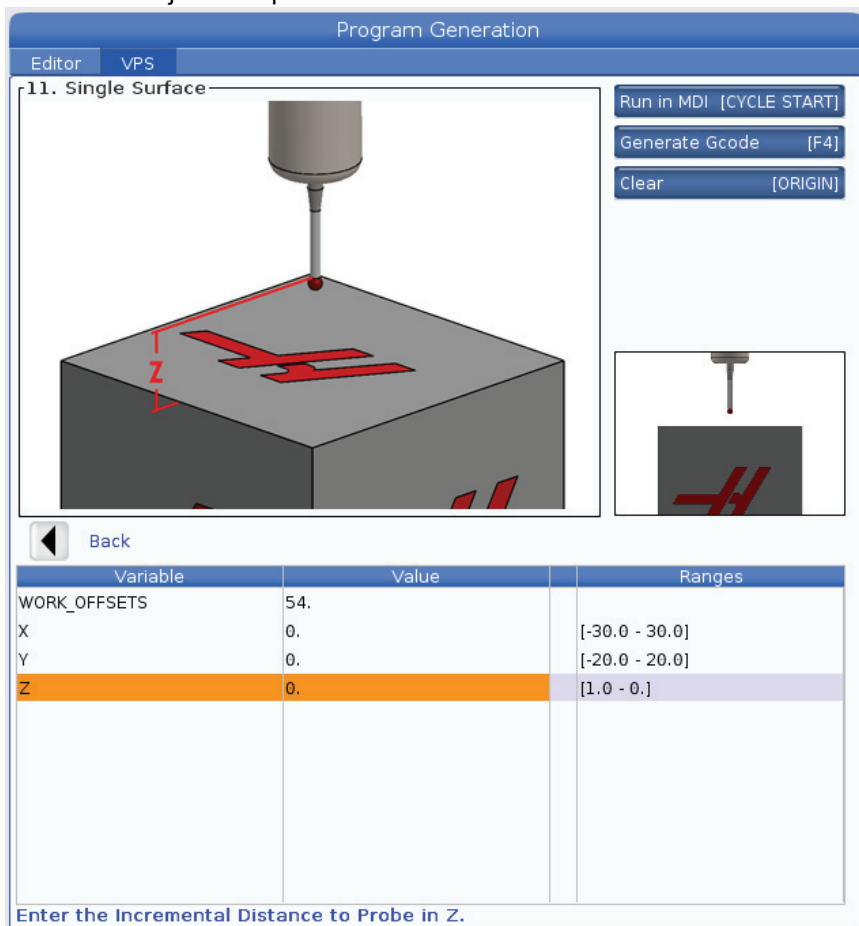 Program Generation
Editor VPS
11. Single Surface
Run in MDI [CYCLE START]
Generate Gcode [F4]
Clear [ORIGIN]
Z
Back
Variable Value Ranges
WORK_OFFSETS 54.
X 0. [-30.0 - 30.0]
Y 0. [-20.0 - 20.0]
Z 0. [1.0 - 0.]
Enter the Incremental Distance to Probe in Z.